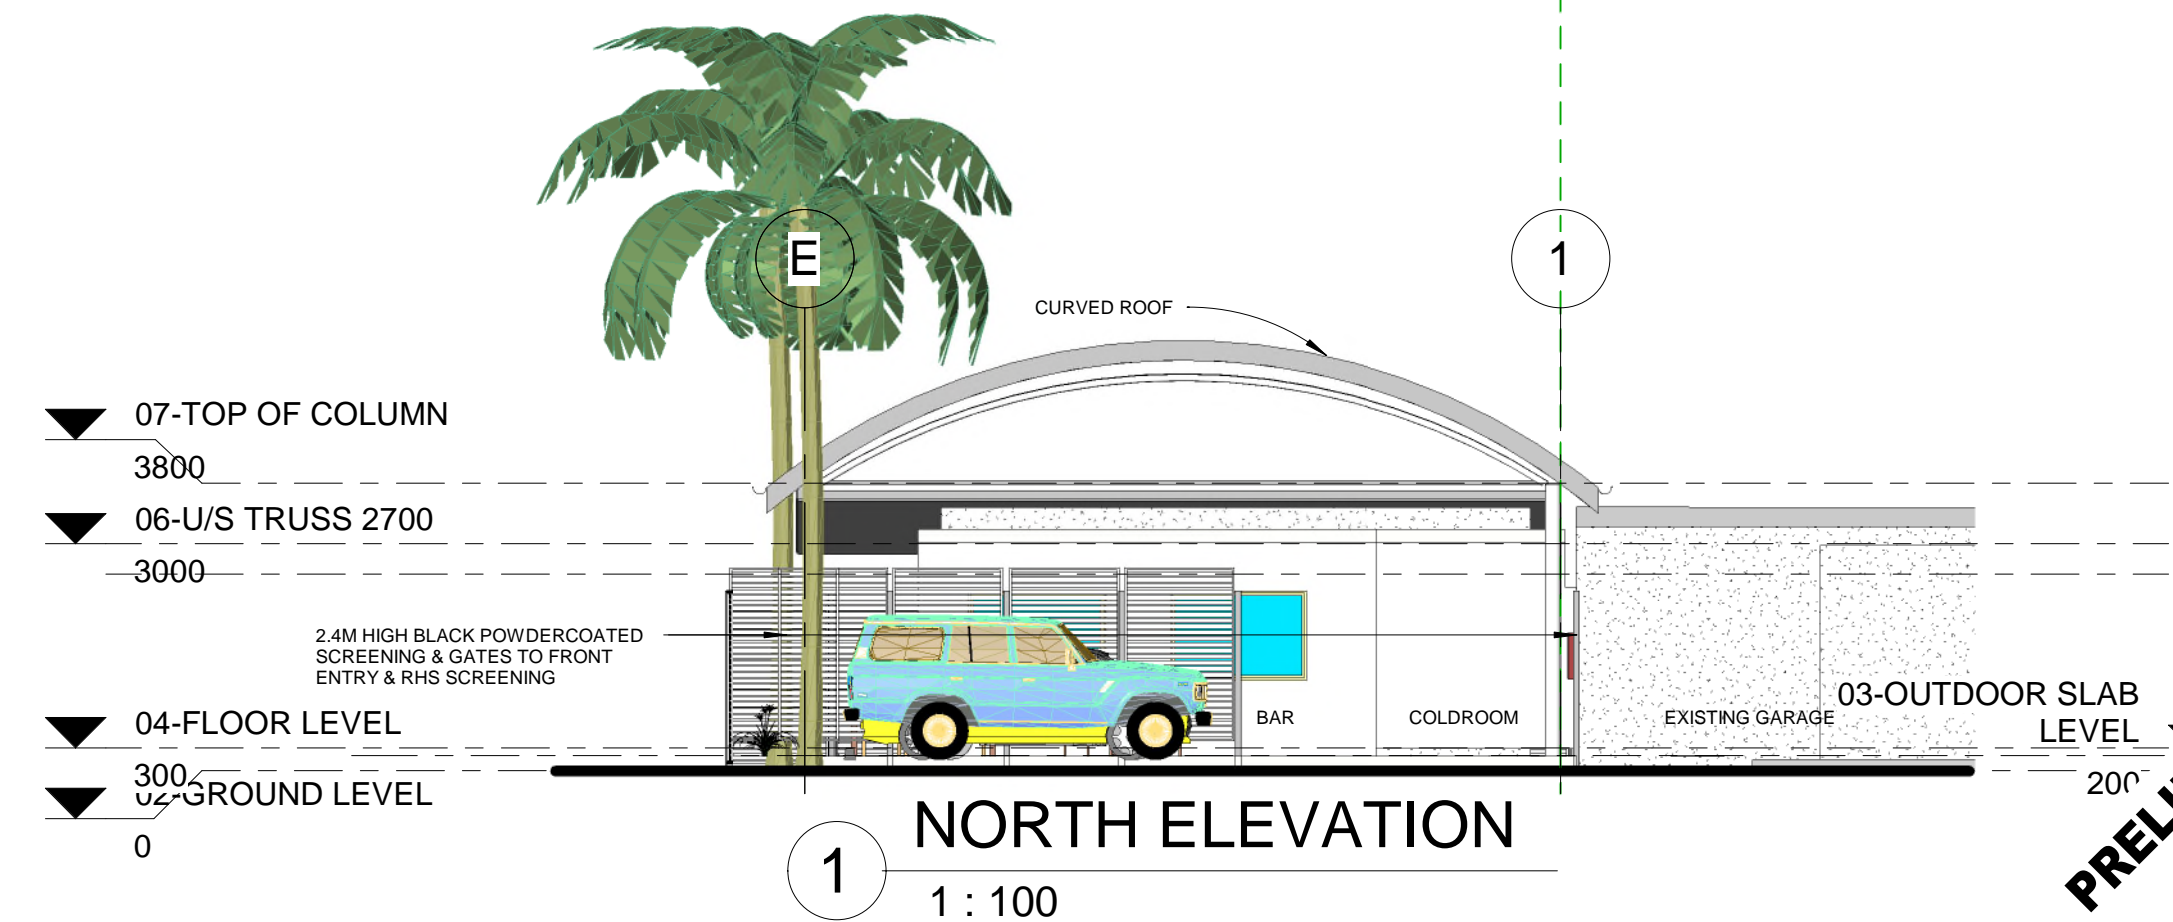 E
1
CURVED ROOF
07-TOP OF COLUMN
3800
06-U/S TRUSS 2700
3000
2.4M HIGH BLACK POWDERCOATED
SCREENING & GATES TO FRONT
ENTRY & RHS SCREENING
04-FLOOR LEVEL
300
02-GROUND LEVEL
0
BAR
COLDROOM
EXISTING GARAGE
03-OUTDOOR SLAB
LEVEL
200
1
NORTH ELEVATION
1 : 100